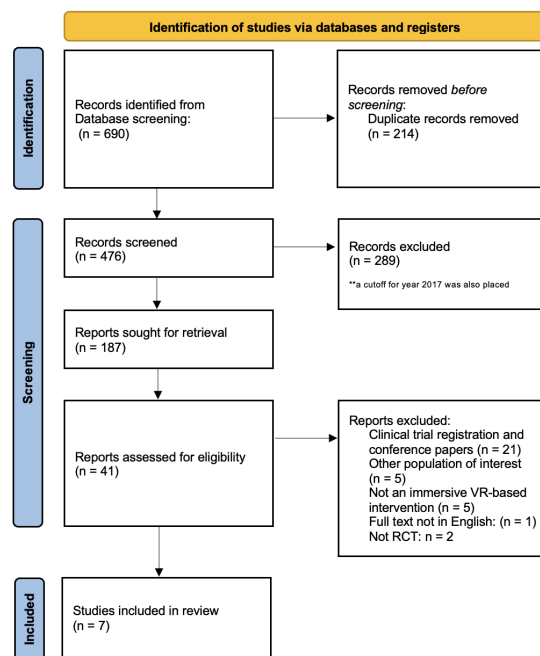 Identification of studies via databases and registers
Identification
Records identified from
Database screening:
(n = 690)
Records removed before
screening:
Duplicate records removed
(n = 214)
Screening
Records screened
(n = 476)
Records excluded
(n = 289)
**a cutoff for year 2017 was also placed
Reports sought for retrieval
(n = 187)
Reports assessed for eligibility
(n = 41)
Reports excluded:
Clinical trial registration and
conference papers (n = 21)
Other population of interest
(n = 5)
Not an immersive VR-based
intervention (n = 5)
Full text not in English: (n = 1)
Not RCT: n = 2
Included
Studies included in review
(n = 7)